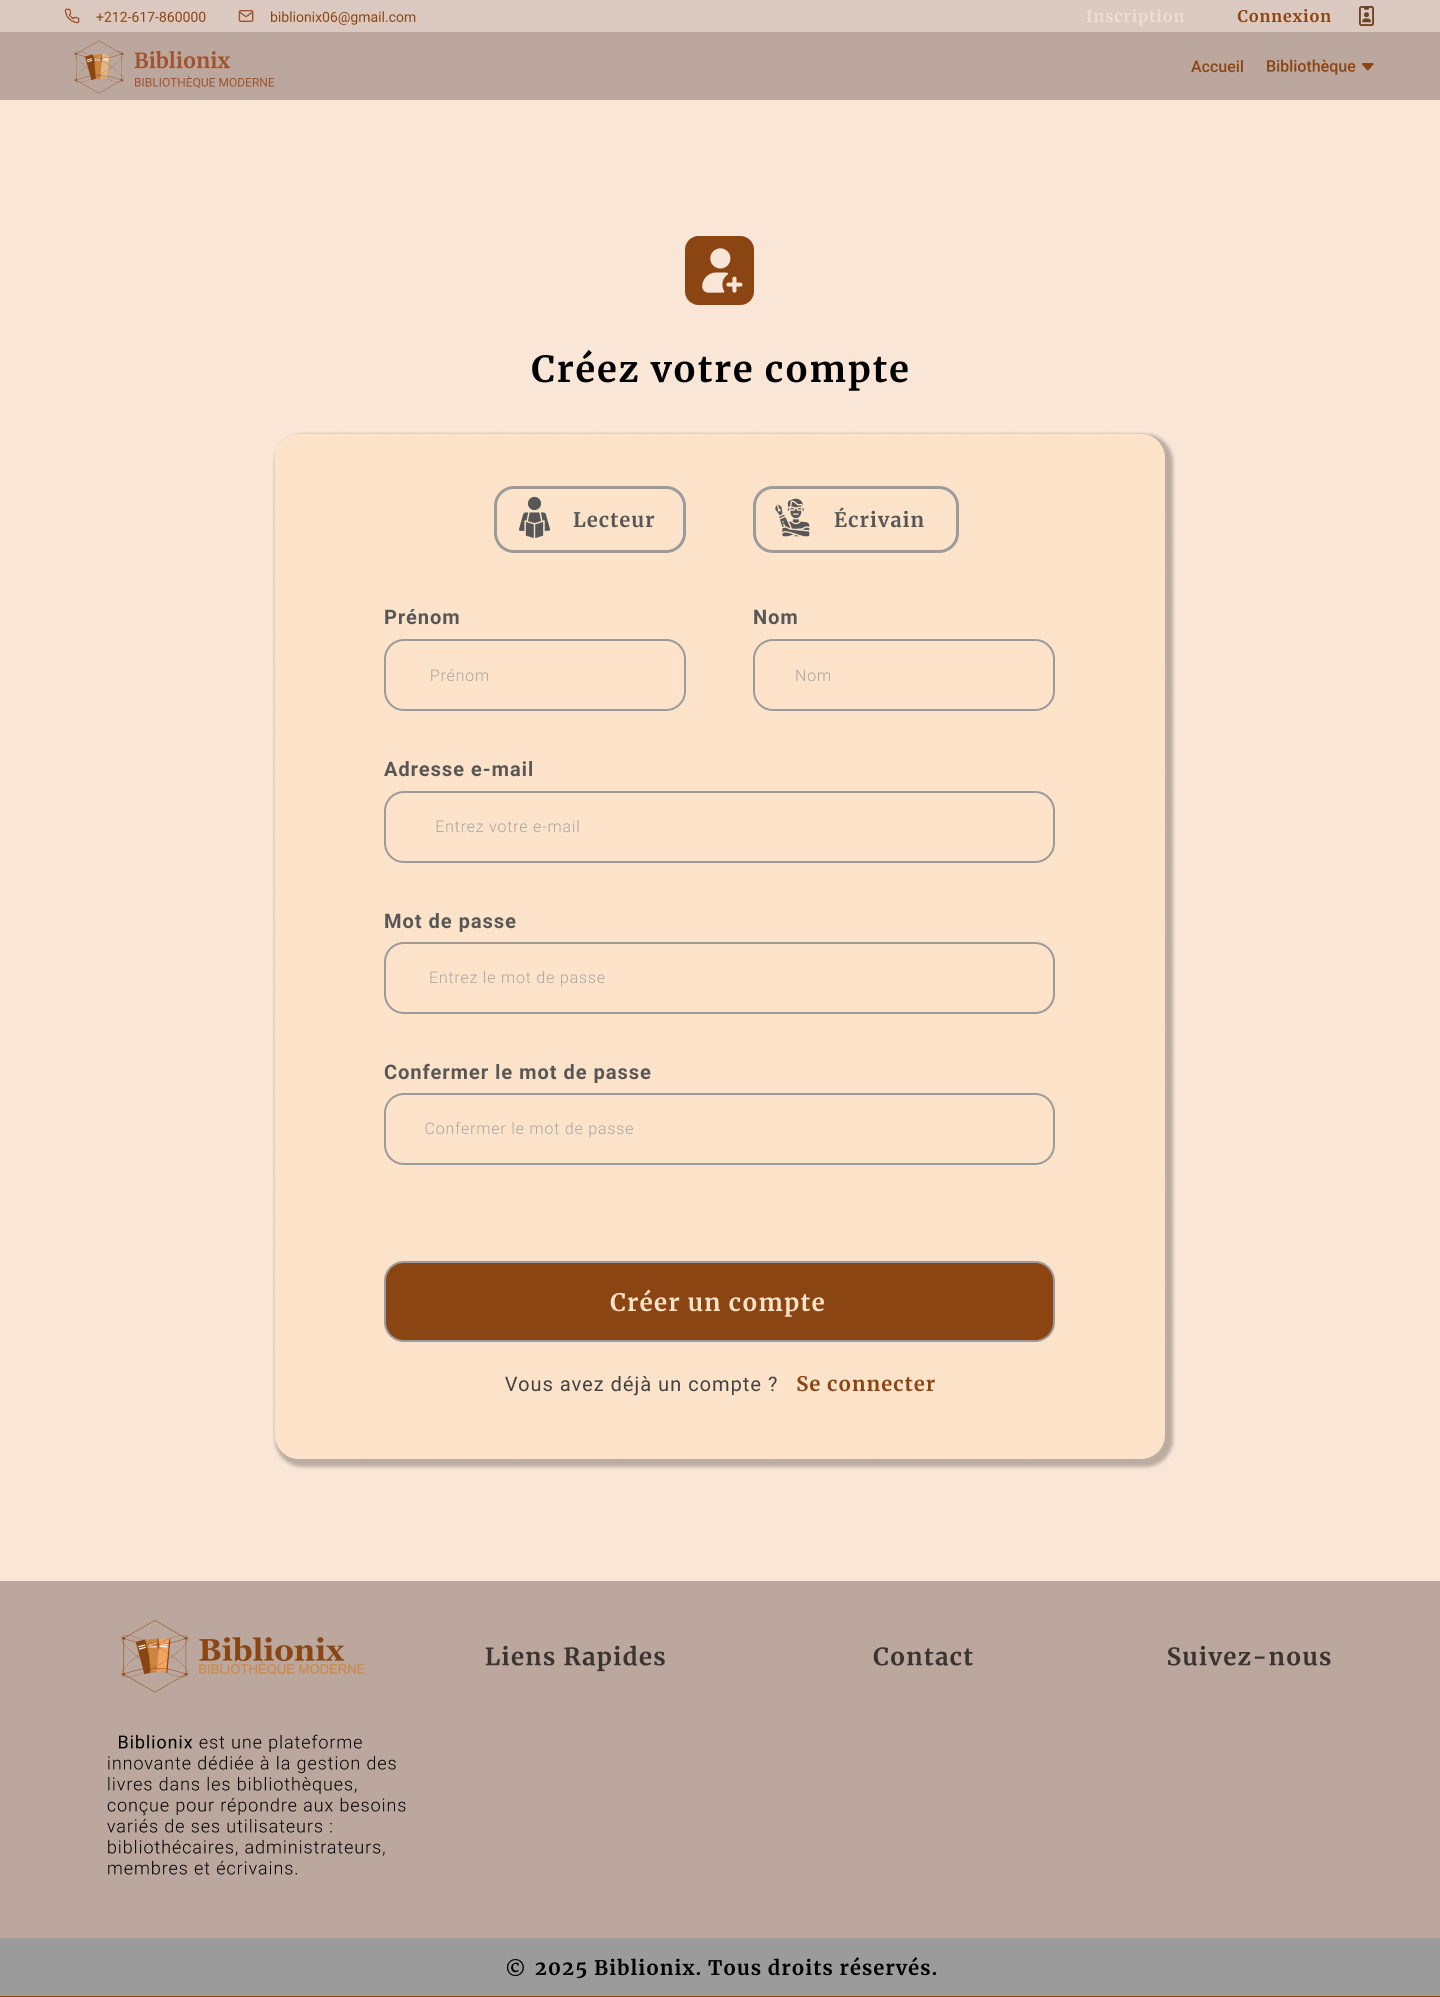 +212-617-860000 biblionix06@gmail.com Inscription Connexion
Biblionix
BIBLIOTHÈQUE MODERNE
Accueil Bibliothèque
Créez votre compte
Lecteur Écrivain
Prénom Nom
Prénom Nom
Adresse e-mail
Entrez votre e-mail
Mot de passe
Entrez le mot de passe
Confermer le mot de passe
Confermer le mot de passe
Créer un compte
Vous avez déjà un compte ? Se connecter
Biblionix
BIBLIOTHÈQUE MODERNE
Liens Rapides Contact Suivez-nous
Biblionix est une plateforme
innovante dédiée à la gestion des
livres dans les bibliothèques,
conçue pour répondre aux besoins
variés de ses utilisateurs :
bibliothécaires, administrateurs,
membres et écrivains.
© 2025 Biblionix. Tous droits réservés.